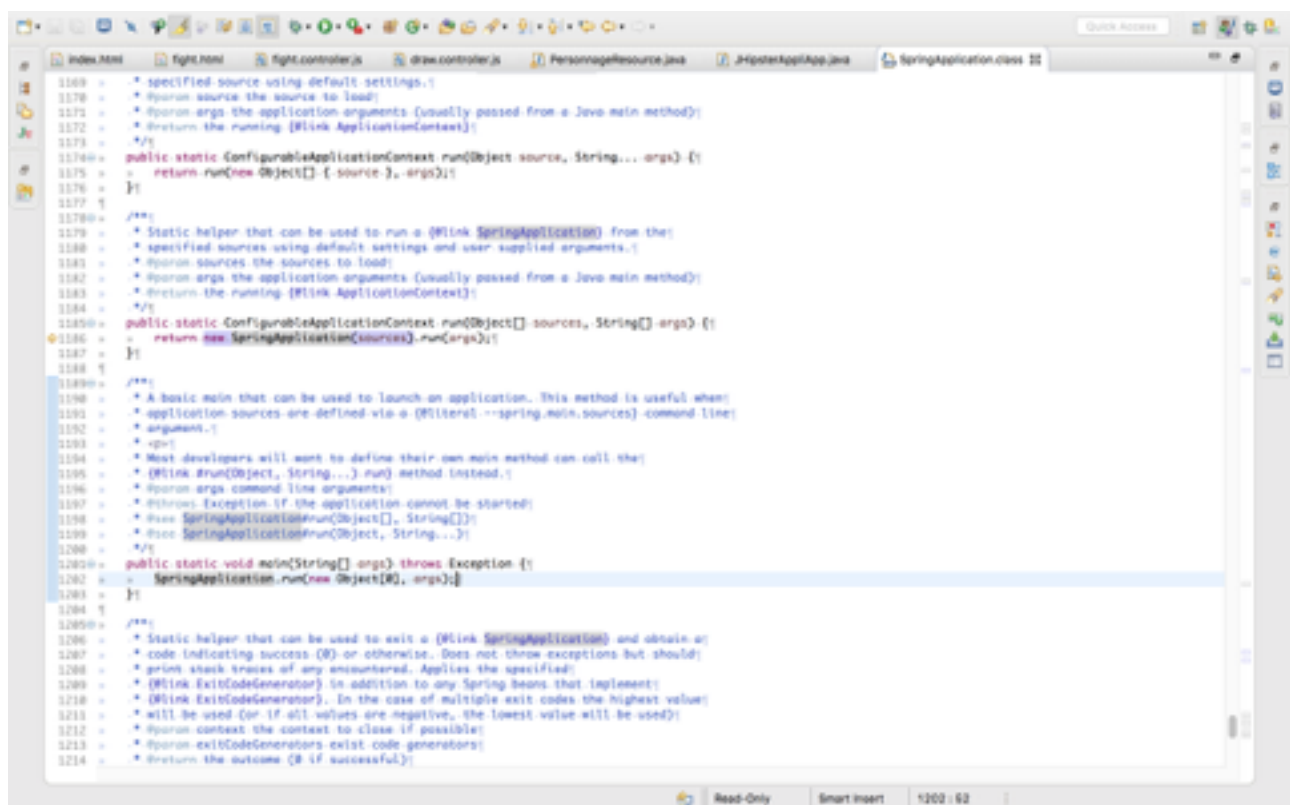 Quick Access
index.html fight.html fight.controller.js draw.controller.js PersonnageResource.java JHipsterApplApp.java SpringApplication.class
1169 * specified source using default settings.
1170 * @param source the source to load
1171 * @param args the application arguments (usually passed from a Java main method)
1172 * @return the running {@link ApplicationContext}
1173 */
1174 public static ConfigurableApplicationContext run(Object source, String... args) {
1175 return run(new Object[] { source }, args);
1176 }
1177
1178 /**
1179 * Static helper that can be used to run a {@link SpringApplication} from the
1180 * specified sources using default settings and user supplied arguments.
1181 * @param sources the sources to load
1182 * @param args the application arguments (usually passed from a Java main method)
1183 * @return the running {@link ApplicationContext}
1184 */
1185 public static ConfigurableApplicationContext run(Object[] sources, String[] args) {
1186 return new SpringApplication(sources).run(args);
1187 }
1188
1189 /**
1190 * A basic main that can be used to launch an application. This method is useful when
1191 * application sources are defined via a {@literal --spring.main.sources} command line
1192 * argument.
1193 * <p>
1194 * Most developers will want to define their own main method can call the
1195 * {@link #run(Object, String...) run} method instead.
1196 * @param args command line arguments
1197 * @throws Exception if the application cannot be started
1198 * @see SpringApplication#run(Object[], String[])
1199 * @see SpringApplication#run(Object, String...)
1200 */
1201 public static void main(String[] args) throws Exception {
1202 SpringApplication.run(new Object[0], args);
1203 }
1204
1205 /**
1206 * Static helper that can be used to exit a {@link SpringApplication} and obtain a
1207 * code indicating success (0) or otherwise. Does not throw exceptions but should
1208 * print stack traces of any encountered. Applies the specified
1209 * {@link ExitCodeGenerator} in addition to any Spring beans that implement
1210 * {@link ExitCodeGenerator}. In the case of multiple exit codes the highest value
1211 * will be used (or if all values are negative, the lowest value will be used)
1212 * @param context the context to close if possible
1213 * @param exitCodeGenerators exist code generators
1214 * @return the outcome (0 if successful)
Read-Only Smart Insert 1202 : 52